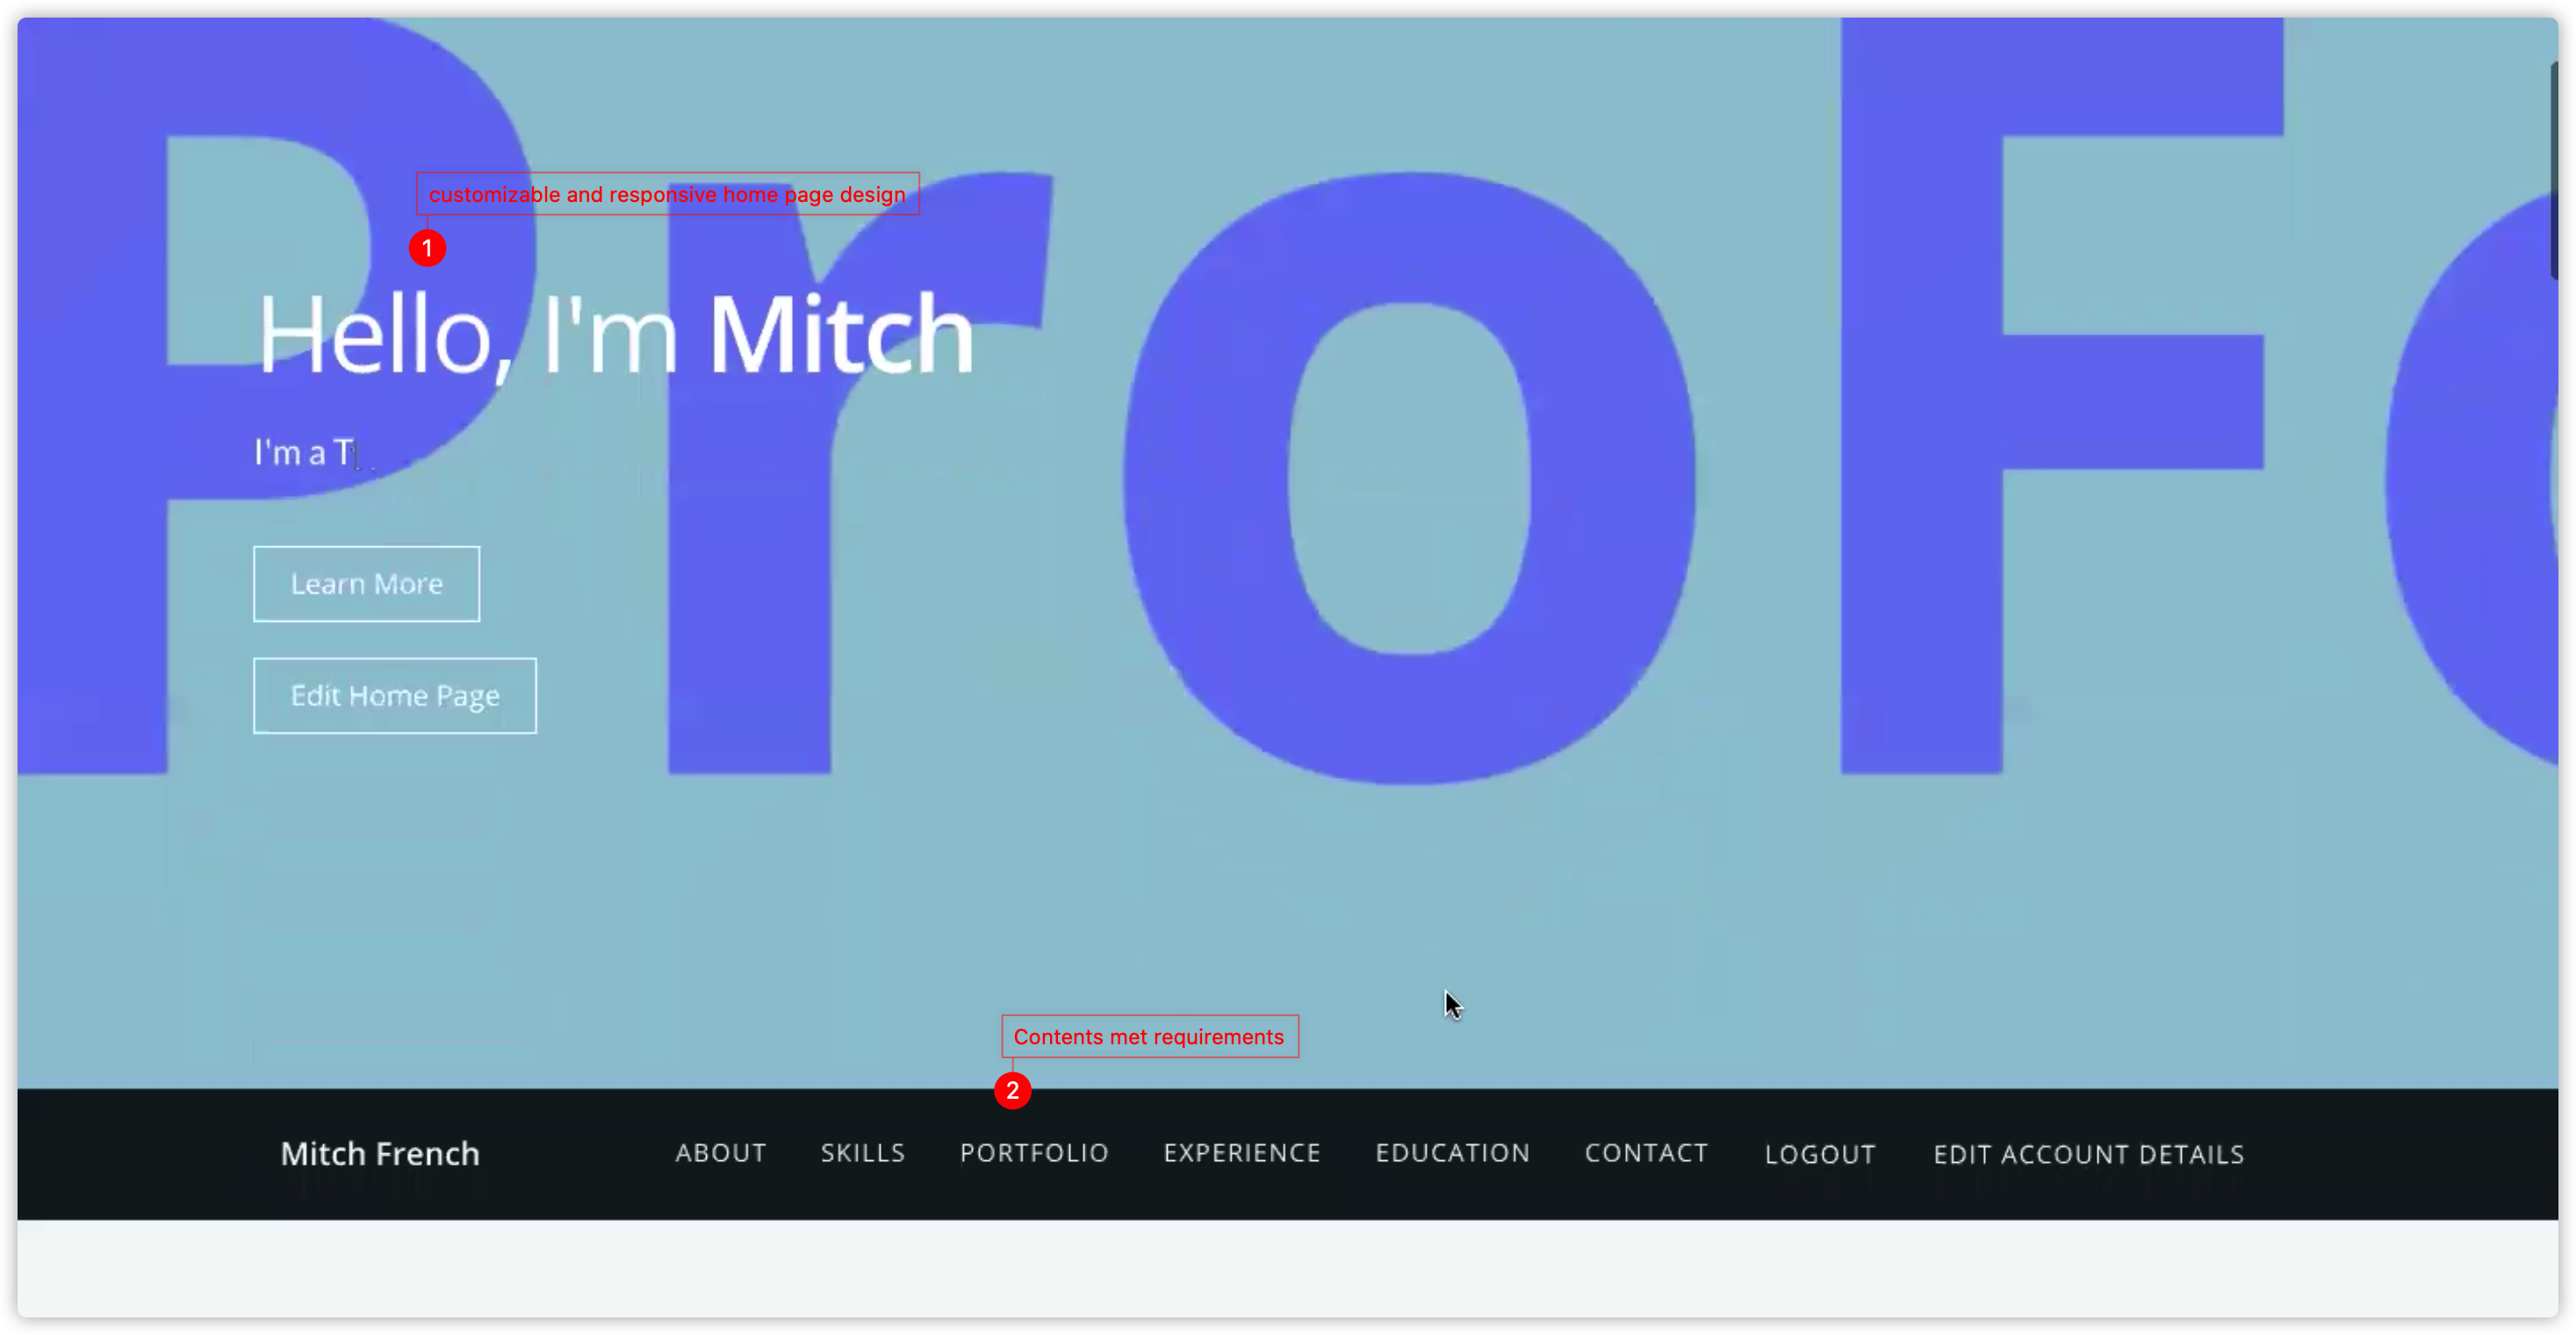 ProFo
customizable and responsive home page design
1
Hello, I'm Mitch
I'm a T
Learn More
Edit Home Page
Contents met requirements
2
Mitch French
ABOUT SKILLS PORTFOLIO EXPERIENCE EDUCATION CONTACT LOGOUT EDIT ACCOUNT DETAILS